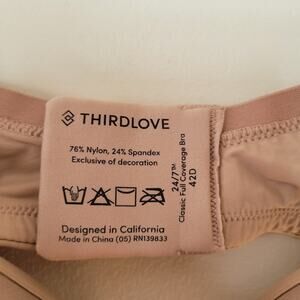 THIRDLOVE
76% Nylon, 24% Spandex
Exclusive of decoration
Designed in California
Made in China (05) RN139833
24/7™
Classic Full Coverage Bra
42D